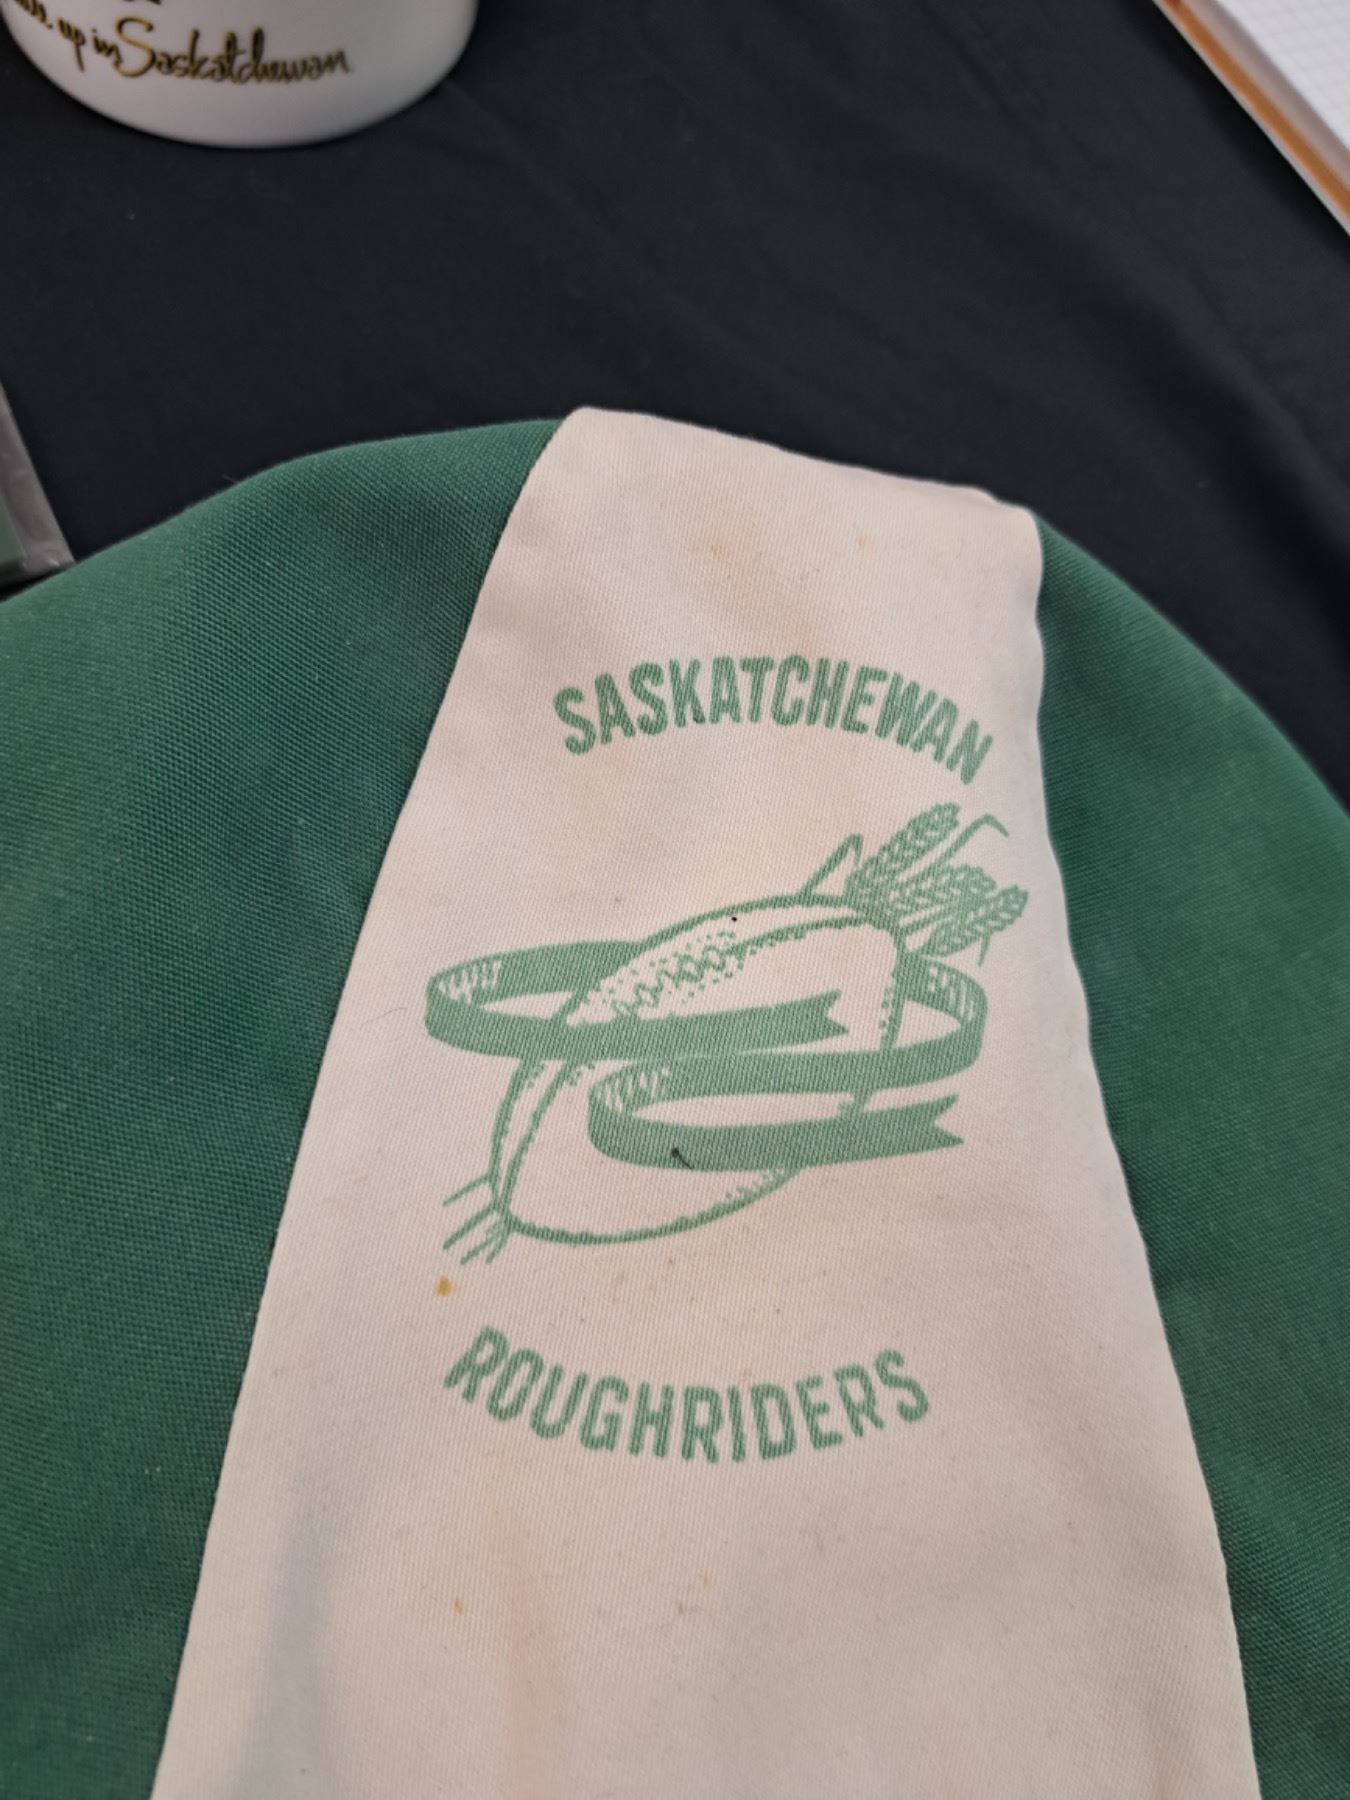 up in Saskatchewan
SASKATCHEWAN
ROUGHRIDERS